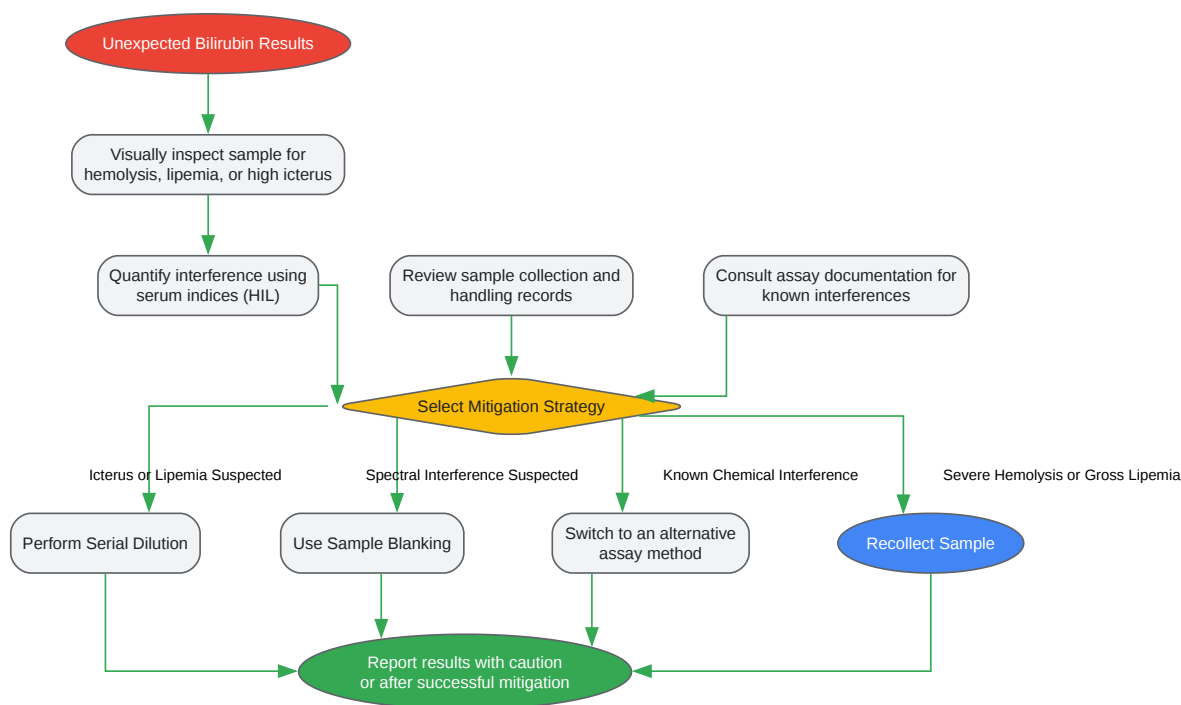 Unexpected Bilirubin Results
Visually inspect sample for
hemolysis, lipemia, or high icterus
Quantify interference using
serum indices (HIL)
Review sample collection and
handling records
Consult assay documentation for
known interferences
Select Mitigation Strategy
Icterus or Lipemia Suspected
Spectral Interference Suspected
Known Chemical Interference
Severe Hemolysis or Gross Lipemia
Perform Serial Dilution
Use Sample Blanking
Switch to an alternative
assay method
Recollect Sample
Report results with caution
or after successful mitigation